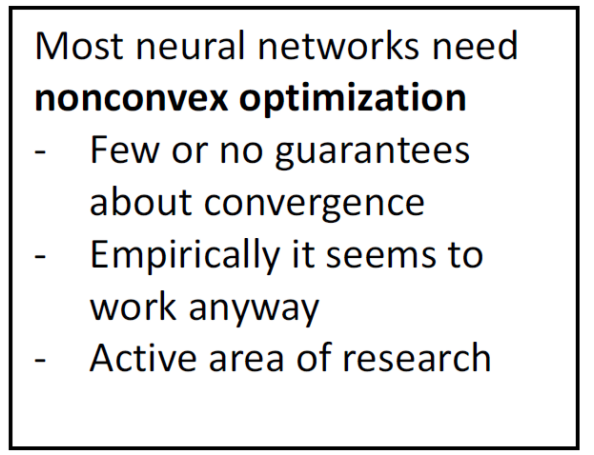 Most neural networks need
nonconvex optimization
- Few or no guarantees
about convergence
- Empirically it seems to
work anyway
- Active area of research